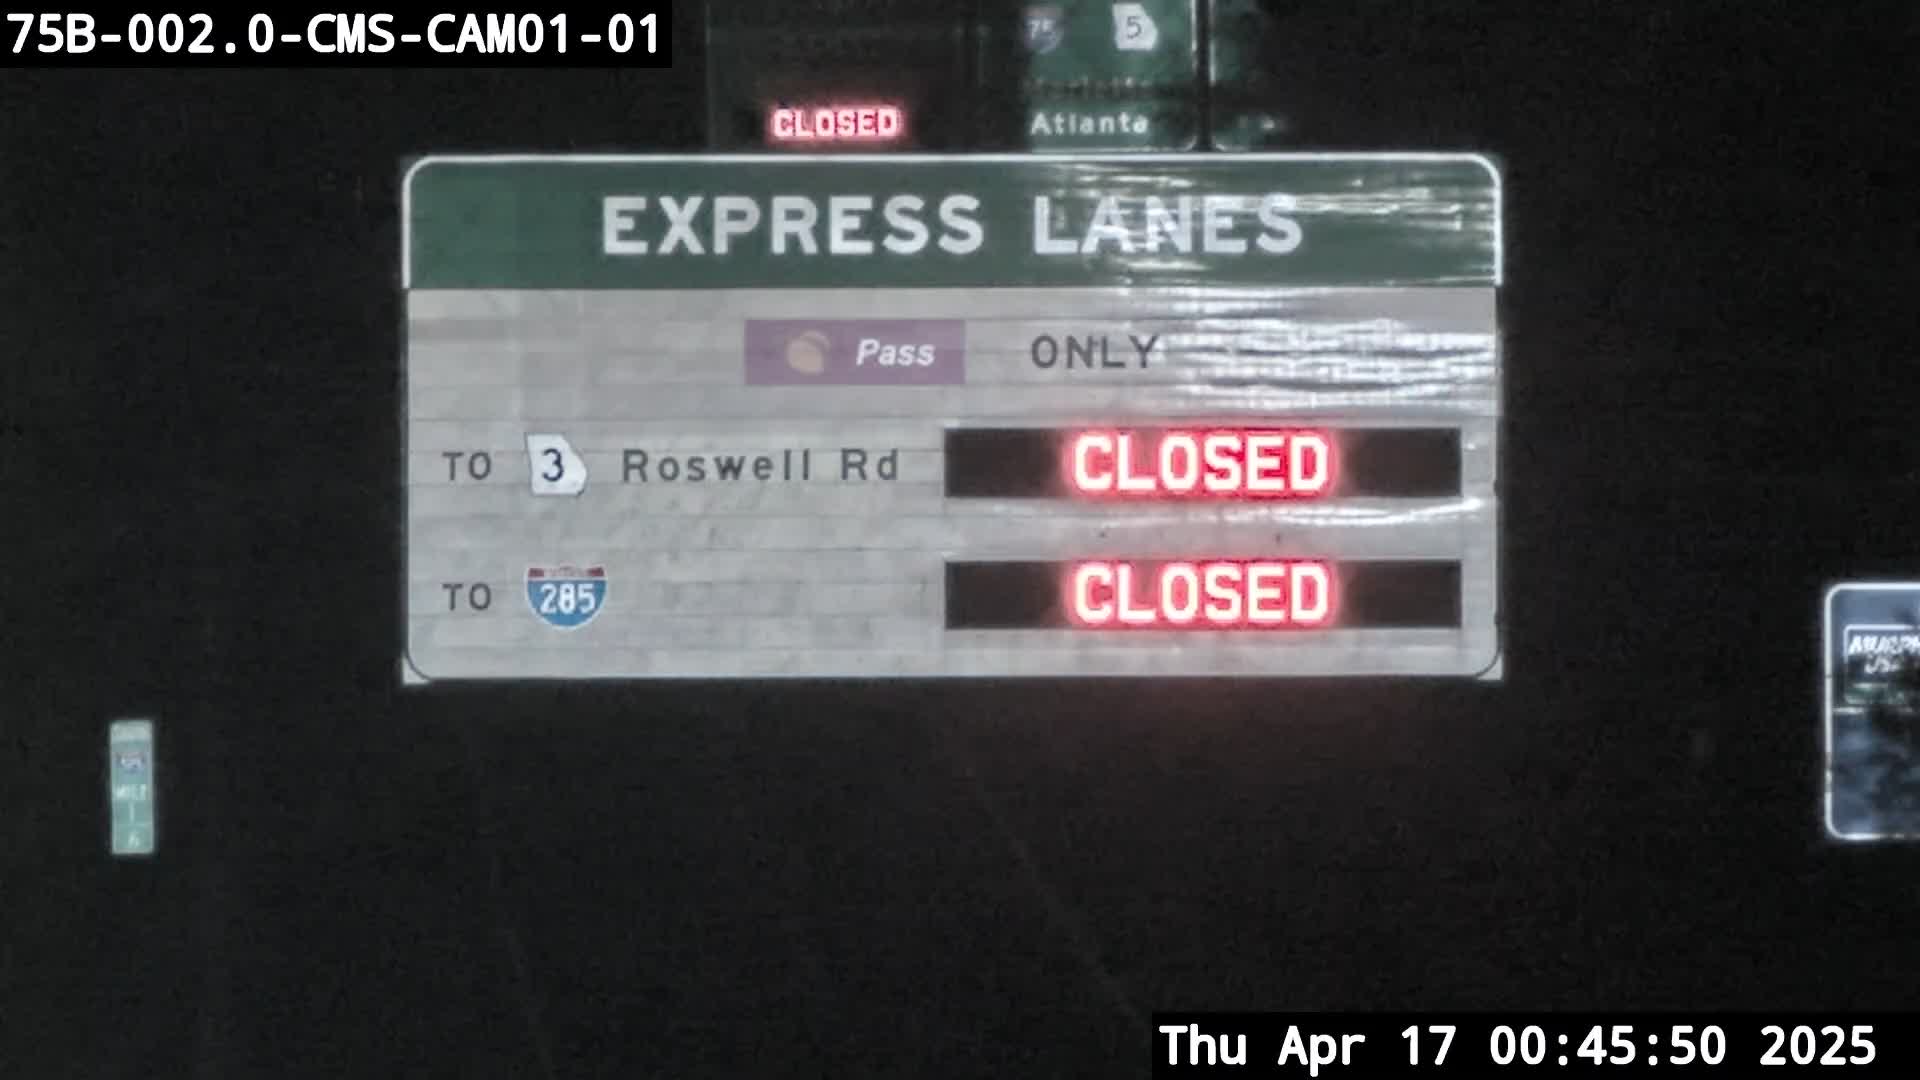 75B-002.0-CMS-CAM01-01
75 5
CLOSED
Atlanta
EXPRESS LANES
Pass ONLY
TO 3 Roswell Rd CLOSED
TO 285 CLOSED
MILE
Thu Apr 17 00:45:50 2025